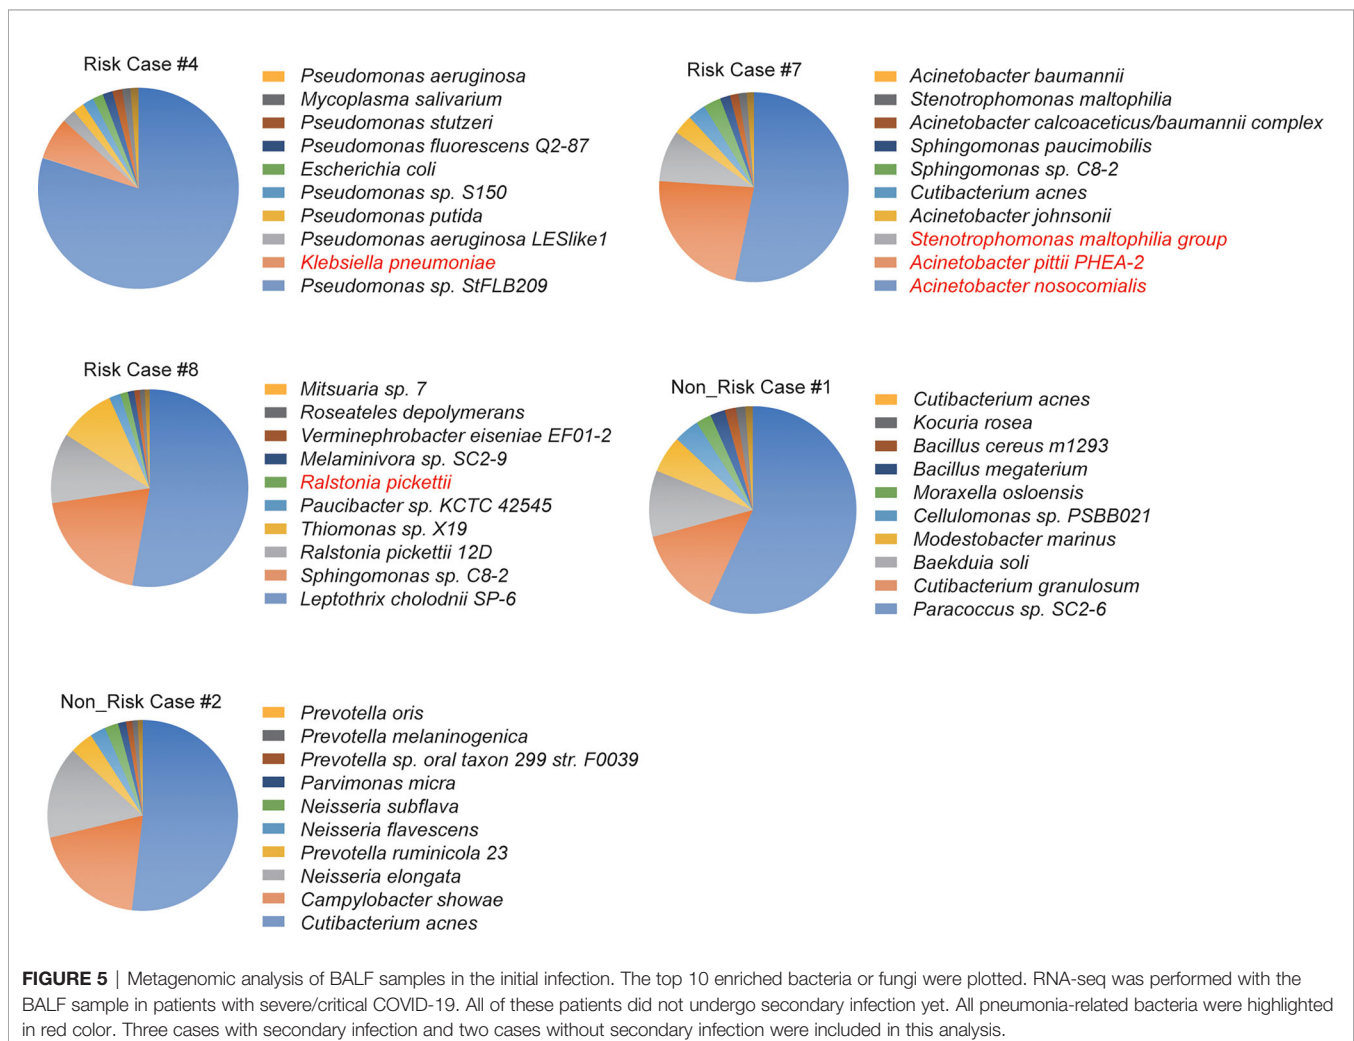 Risk Case #4
Pseudomonas aeruginosa
Mycoplasma salivarium
Pseudomonas stutzeri
Pseudomonas fluorescens Q2-87
Escherichia coli
Pseudomonas sp. S150
Pseudomonas putida
Pseudomonas aeruginosa LESlike1
Klebsiella pneumoniae
Pseudomonas sp. StFLB209
Risk Case #7
Acinetobacter baumannii
Stenotrophomonas maltophilia
Acinetobacter calcoaceticus/baumannii complex
Sphingomonas paucimobilis
Sphingomonas sp. C8-2
Cutibacterium acnes
Acinetobacter johnsonii
Stenotrophomonas maltophilia group
Acinetobacter pittii PHEA-2
Acinetobacter nosocomialis
Risk Case #8
Mitsuaria sp. 7
Roseateles depolymerans
Verminephrobacter eiseniae EF01-2
Melaminivora sp. SC2-9
Ralstonia pickettii
Paucibacter sp. KCTC 42545
Thiomonas sp. X19
Ralstonia pickettii 12D
Sphingomonas sp. C8-2
Leptothrix cholodnii SP-6
Non_Risk Case #1
Cutibacterium acnes
Kocuria rosea
Bacillus cereus m1293
Bacillus megaterium
Moraxella osloensis
Cellulomonas sp. PSBB021
Modestobacter marinus
Baekduia soli
Cutibacterium granulosum
Paracoccus sp. SC2-6
Non_Risk Case #2
Prevotella oris
Prevotella melaninogenica
Prevotella sp. oral taxon 299 str. F0039
Parvimonas micra
Neisseria subflava
Neisseria flavescens
Prevotella ruminicola 23
Neisseria elongata
Campylobacter showae
Cutibacterium acnes
FIGURE 5 | Metagenomic analysis of BALF samples in the initial infection. The top 10 enriched bacteria or fungi were plotted. RNA-seq was performed with the
BALF sample in patients with severe/critical COVID-19. All of these patients did not undergo secondary infection yet. All pneumonia-related bacteria were highlighted
in red color. Three cases with secondary infection and two cases without secondary infection were included in this analysis.